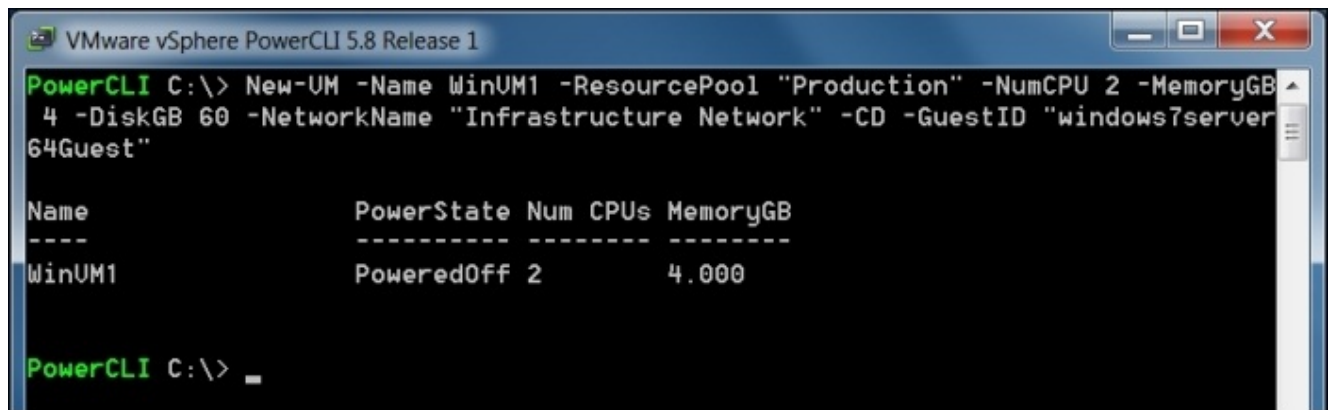 VMware vSphere PowerCLI 5.8 Release 1
PowerCLI C:\> New-VM -Name WinVM1 -ResourcePool "Production" -NumCPU 2 -MemoryGB
4 -DiskGB 60 -NetworkName "Infrastructure Network" -CD -GuestID "windows7server
64Guest"
Name PowerState Num CPUs MemoryGB
---- ---------- -------- --------
WinVM1 PoweredOff 2 4.000
PowerCLI C:\> _